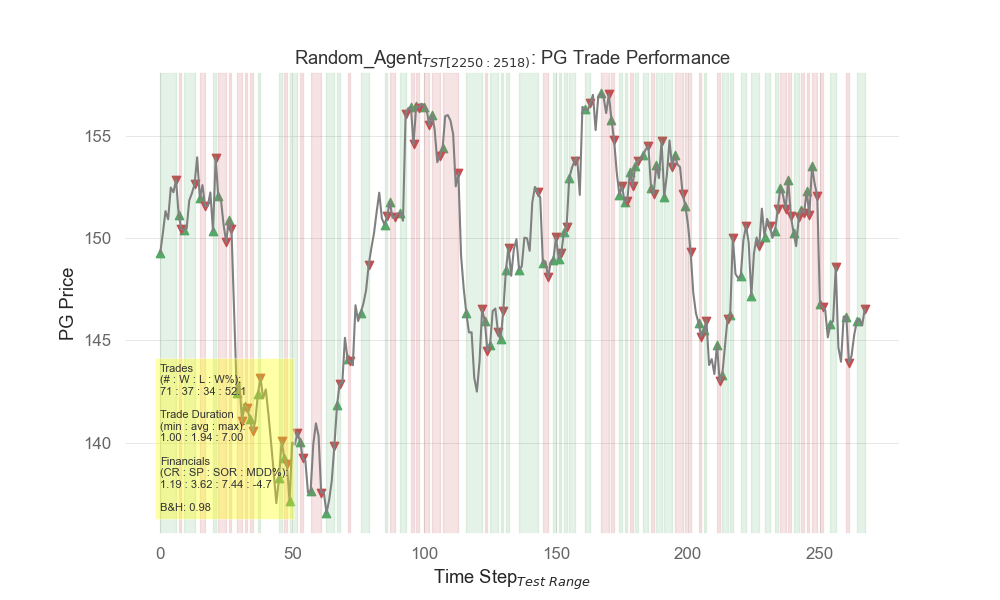 Random_Agent TST[2250 : 2518) : PG Trade Performance
PG Price
155
150
145
140
Trades
(# : W : L : W%):
71 : 37 : 34 : 52.1
Trade Duration
(min : avg : max):
1.00 : 1.94 : 7.00
Financials
(CR : SP : SOR : MDD%):
1.19 : 3.62 : 7.44 : -4.7
B&H: 0.98
0 50 100 150 200 250
Time Step Test Range